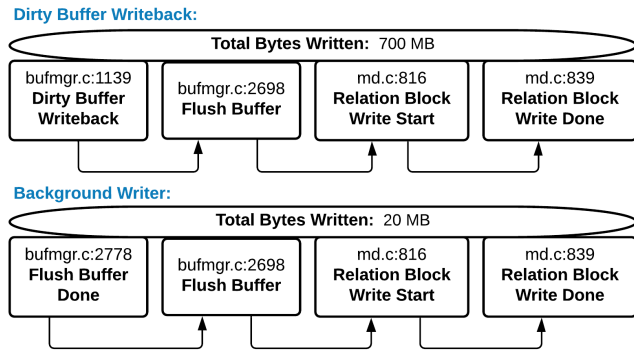 Dirty Buffer Writeback:
Total Bytes Written: 700 MB
bufmgr.c:1139
Dirty Buffer
Writeback
bufmgr.c:2698
Flush Buffer
md.c:816
Relation Block
Write Start
md.c:839
Relation Block
Write Done
Background Writer:
Total Bytes Written: 20 MB
bufmgr.c:2778
Flush Buffer
Done
bufmgr.c:2698
Flush Buffer
md.c:816
Relation Block
Write Start
md.c:839
Relation Block
Write Done